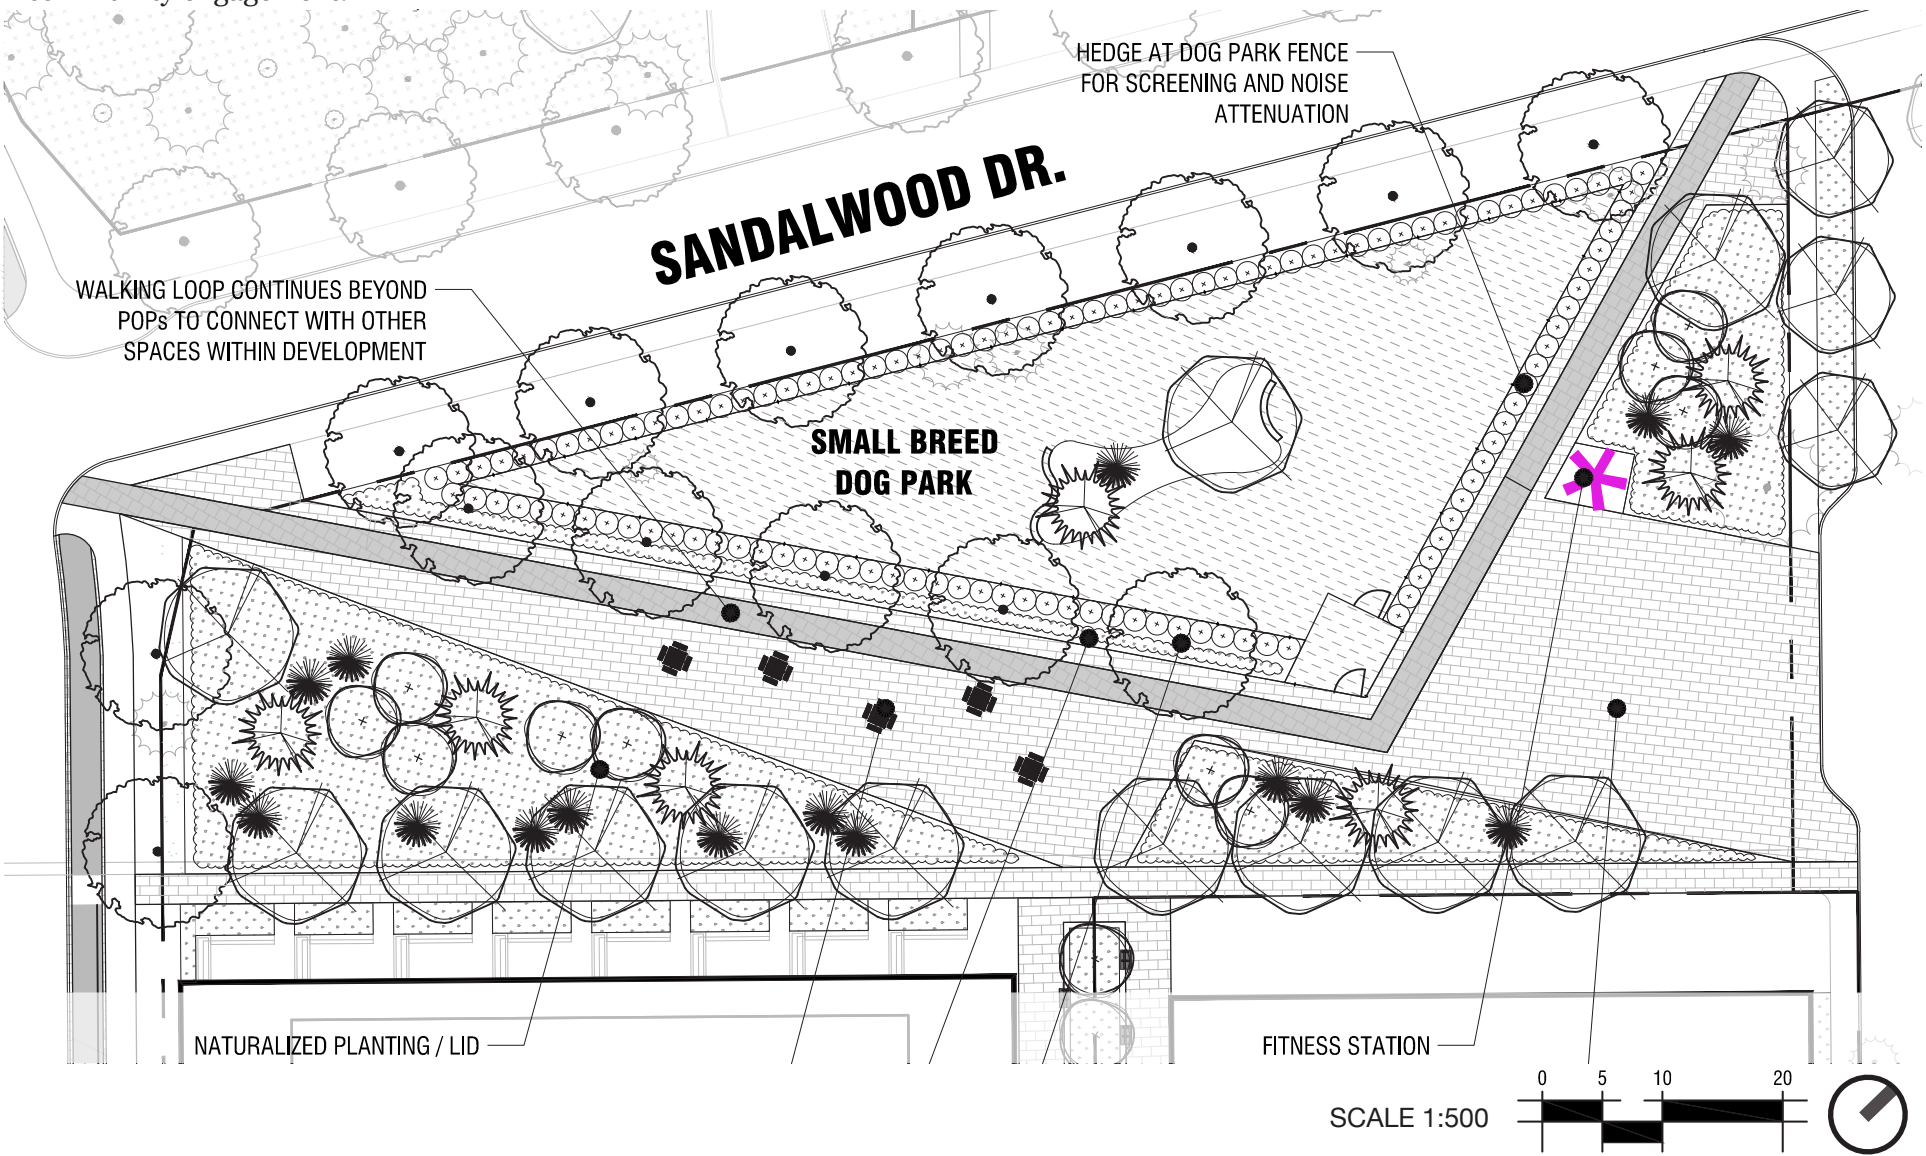 HEDGE AT DOG PARK FENCE
FOR SCREENING AND NOISE
ATTENUATION
SANDALWOOD DR.
WALKING LOOP CONTINUES BEYOND
POPs TO CONNECT WITH OTHER
SPACES WITHIN DEVELOPMENT
SMALL BREED
DOG PARK
NATURALIZED PLANTING / LID
FITNESS STATION
0 5 10 20
SCALE 1:500